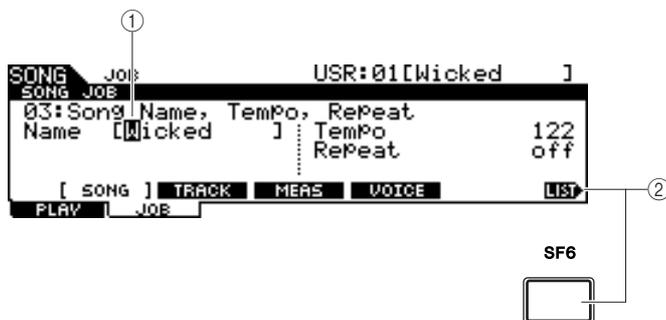 ①
SONG JOB USR:01[Wicked ]
SONG JOB
03:Song Name, Tempo, Repeat
Name [Wicked ] Tempo 122
Repeat off
[ SONG ] TRACK MEAS VOICE LIST
PLAY JOB
②
SF6